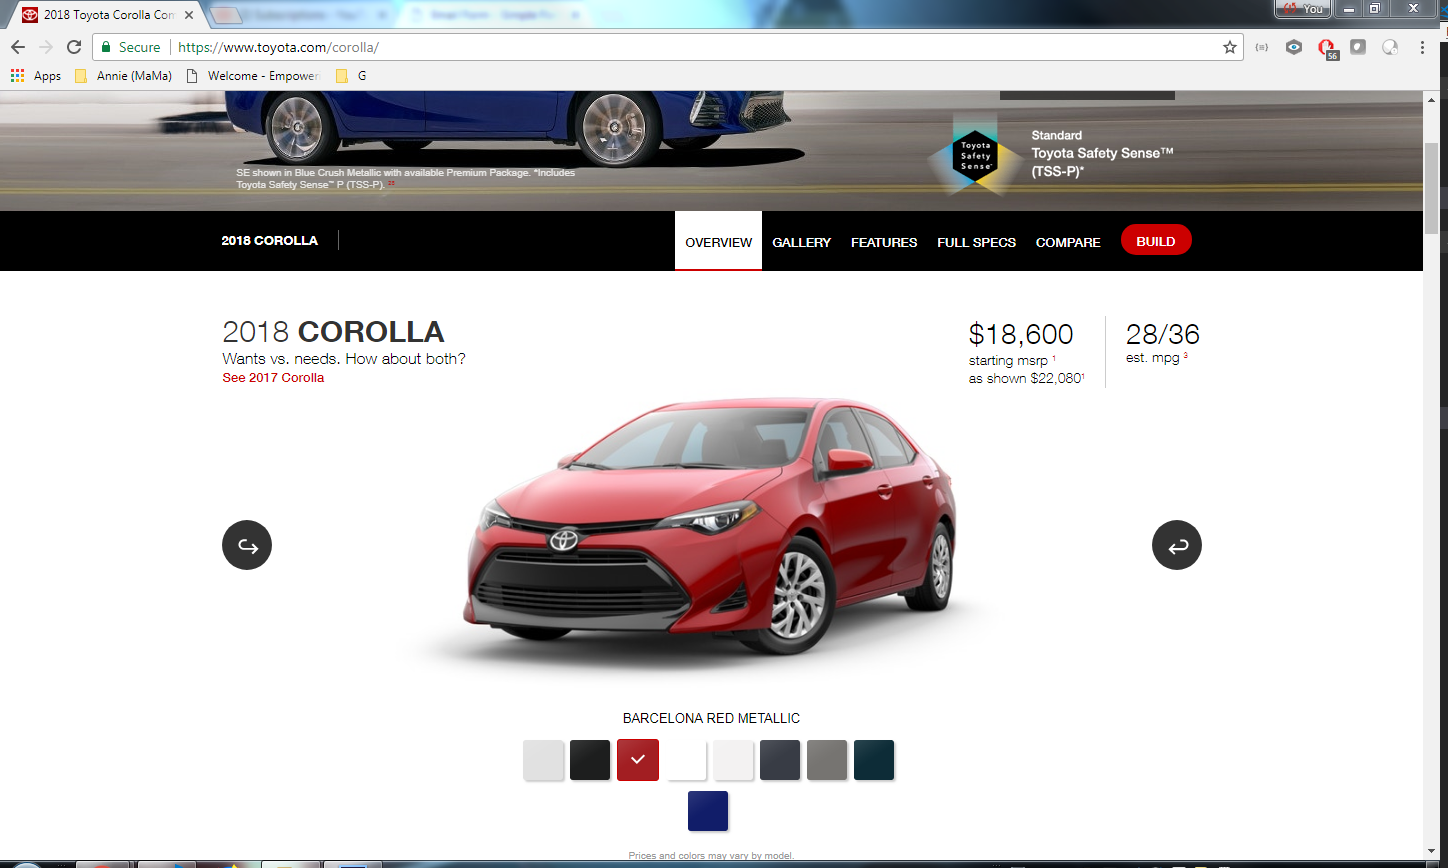 2018 Toyota Corolla Com
You
Secure
https://www.toyota.com/corolla/
56
Apps
Annie (MaMa)
Welcome - Empower
G
Toyota
Safety
Sense
Standard
Toyota Safety Sense™
(TSS-P)*
SE shown in Blue Crush Metallic with available Premium Package. *Includes
Toyota Safety Sense™ P (TSS-P).
2018 COROLLA
OVERVIEW
GALLERY
FEATURES
FULL SPECS
COMPARE
BUILD
2018 COROLLA
Wants vs. needs. How about both?
See 2017 Corolla
$18,600
starting msrp 1
as shown $22,0801
28/36
est. mpg 3
BARCELONA RED METALLIC
Prices and colors may vary by model.